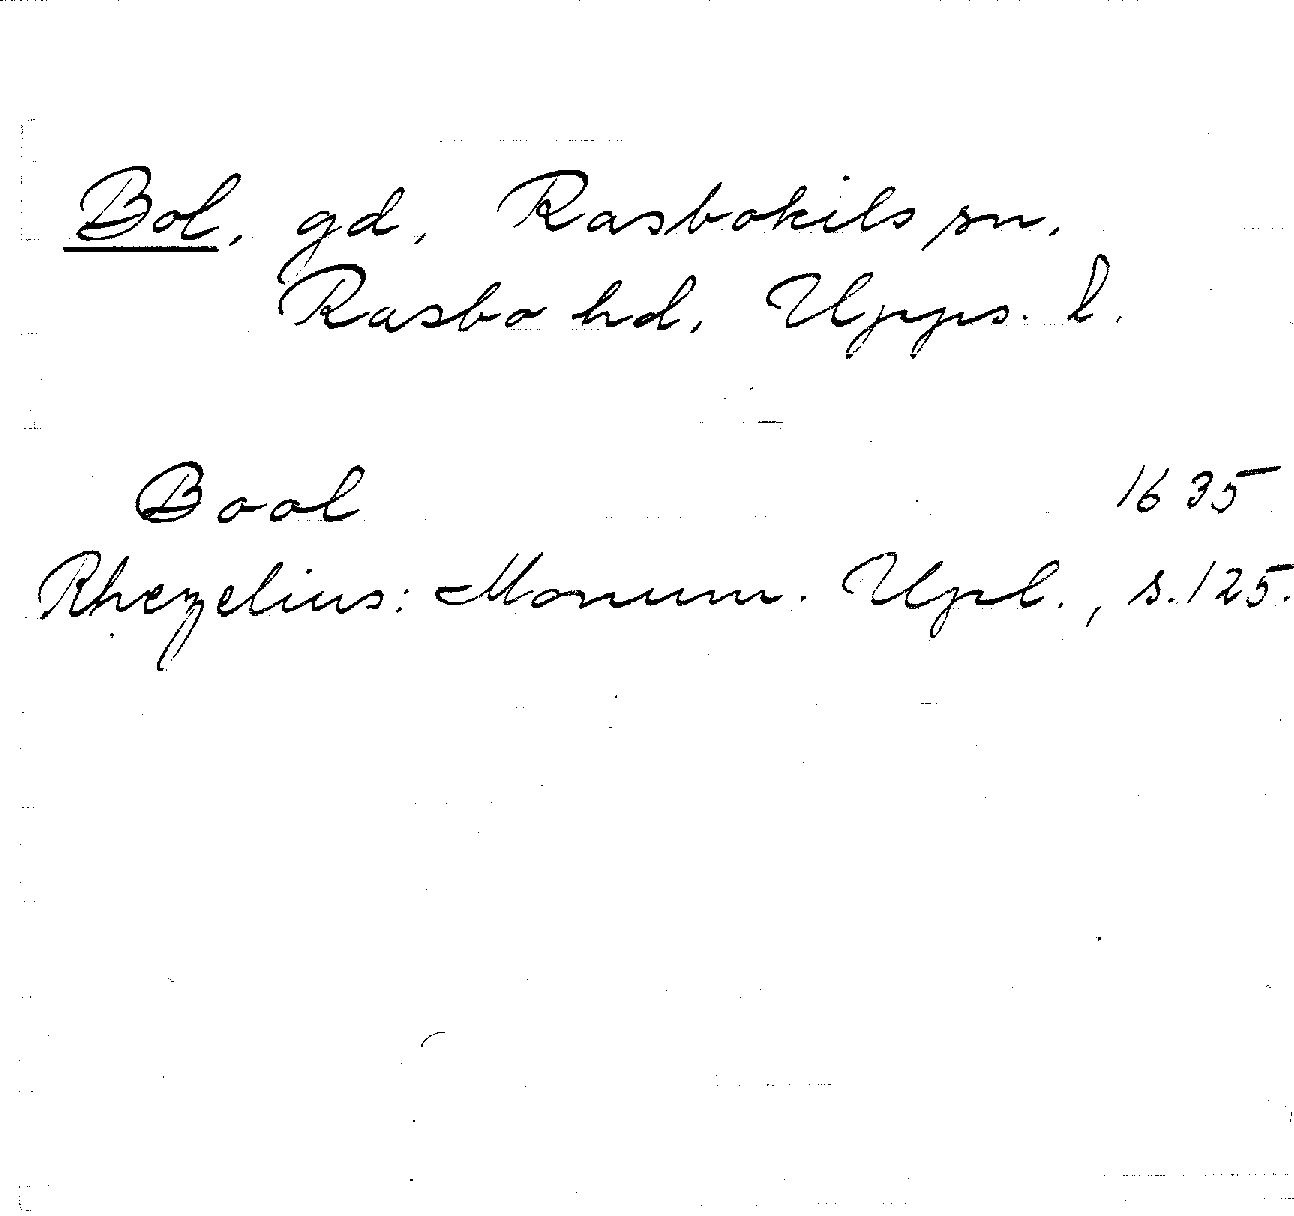 Bol, gd, Rasbokils sn,
Rasbo hd, Upps. l.
Bool 1635
Rhezelius: Monum. Upl., s. 125.